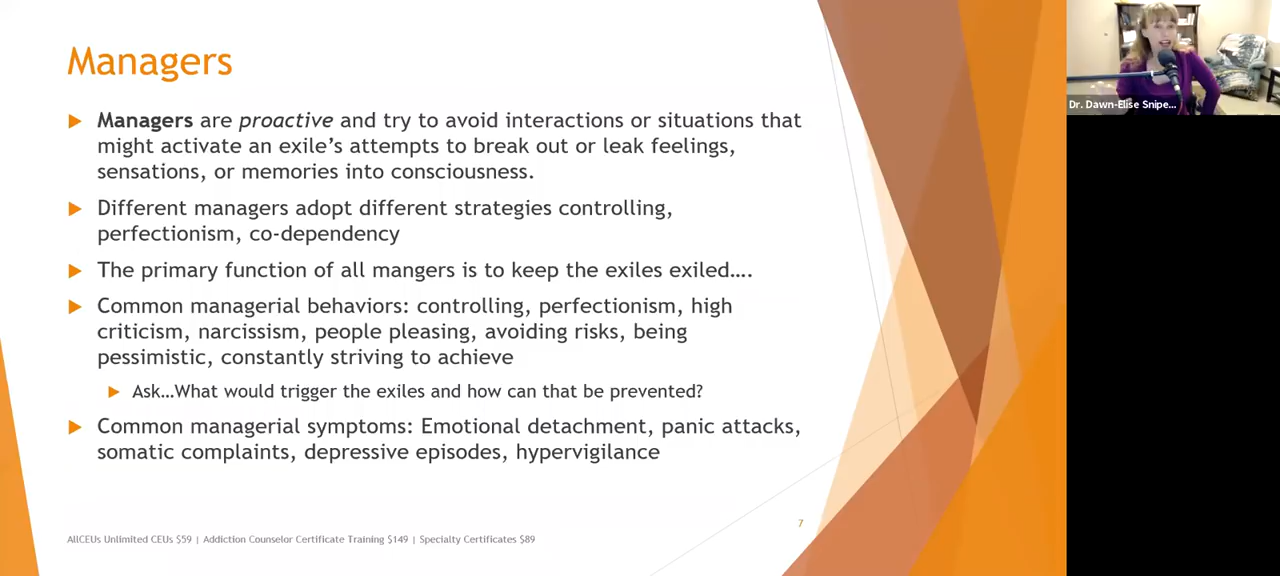 Managers
Managers are proactive and try to avoid interactions or situations that
might activate an exile's attempts to break out or leak feelings,
sensations, or memories into consciousness.
Different managers adopt different strategies controlling,
perfectionism, co-dependency
The primary function of all mangers is to keep the exiles exiled....
Common managerial behaviors: controlling, perfectionism, high
criticism, narcissism, people pleasing, avoiding risks, being
pessimistic, constantly striving to achieve
Ask...What would trigger the exiles and how can that be prevented?
Common managerial symptoms: Emotional detachment, panic attacks,
somatic complaints, depressive episodes, hypervigilance
7
AllCEUs Unlimited CEUs $59 | Addiction Counselor Certificate Training $149 | Specialty Certificates $89
Dr. Dawn-Elise Snipe...